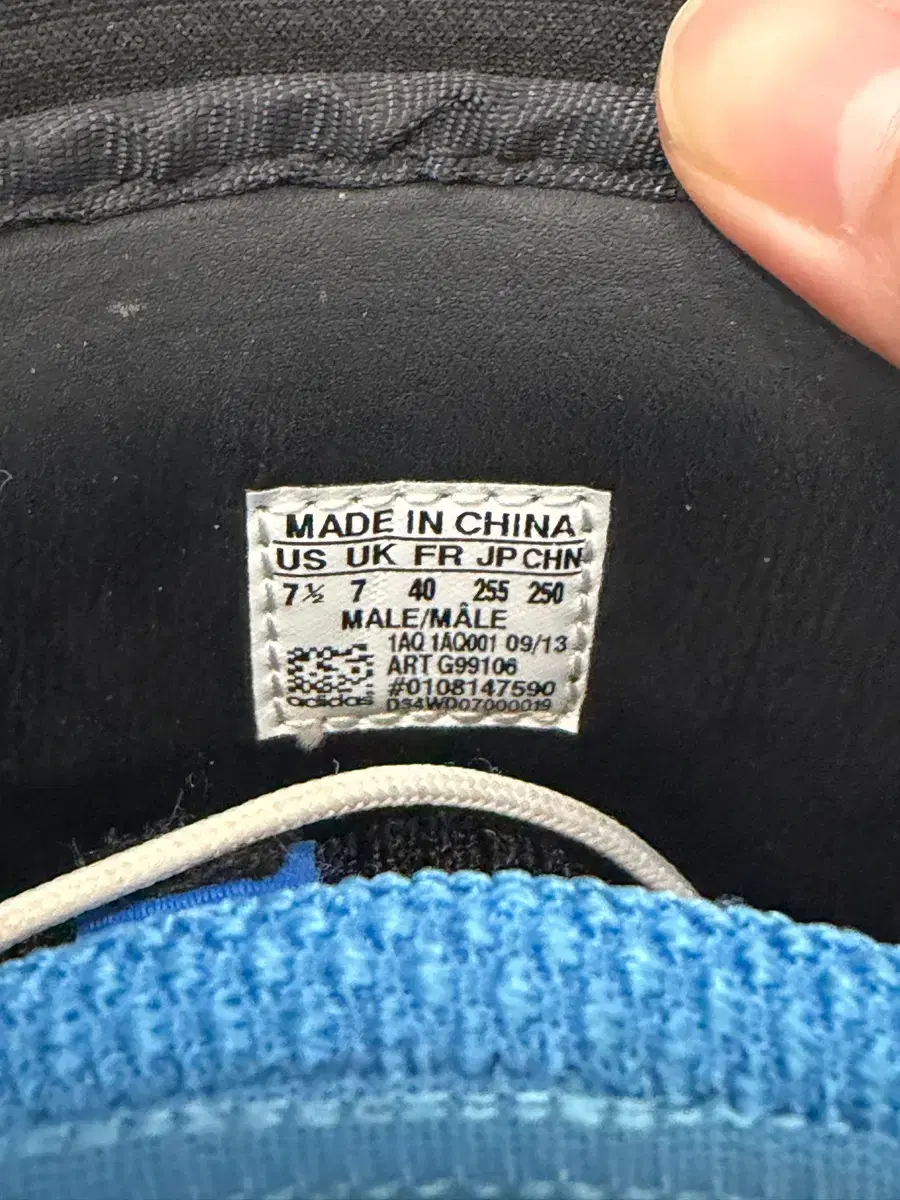 MADE IN CHINA
US UK FR JP CHN
7½ 7 40 255 250
MALE/MÂLE
1AQ 1AQ001 09/13
ART G99106
#0108147590
adidas D34WD07000019